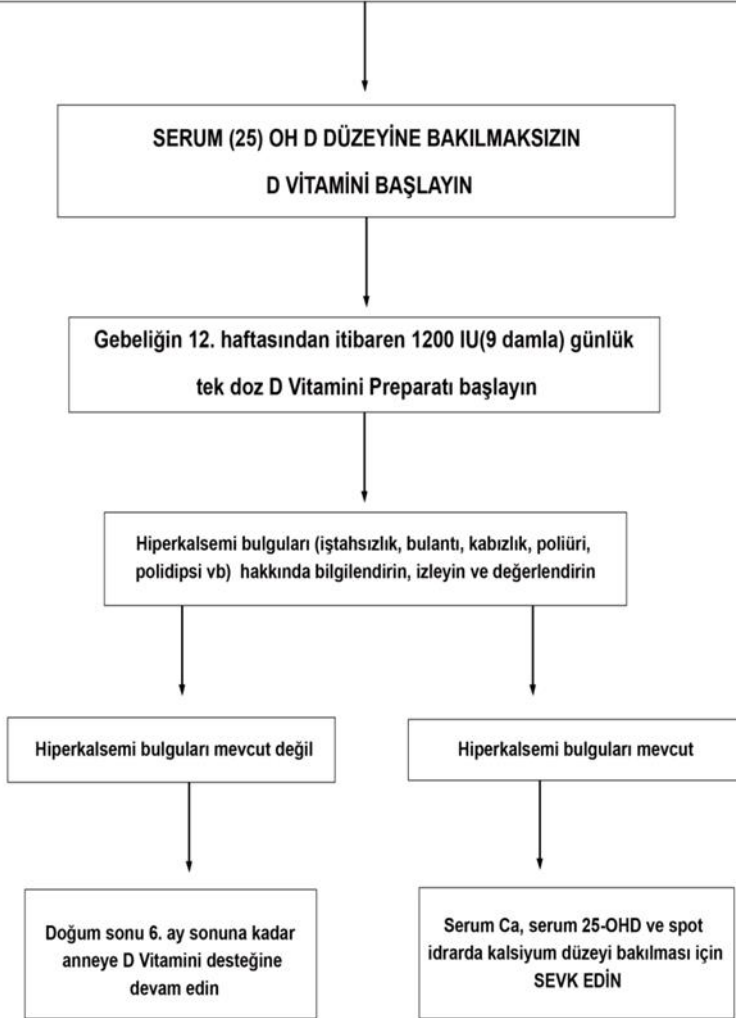 SERUM (25) OH D DÜZEYİNE BAKILMAKSIZIN
D VİTAMİNİ BAŞLAYIN
Gebeliğin 12. haftasından itibaren 1200 IU(9 damla) günlük
tek doz D Vitamini Preparatı başlayın
Hiperkalsemi bulguları (iştahsızlık, bulantı, kabızlık, poliüri,
polidipsi vb) hakkında bilgilendirin, izleyin ve değerlendirin
Hiperkalsemi bulguları mevcut değil
Hiperkalsemi bulguları mevcut
Doğum sonu 6. ay sonuna kadar
anneye D Vitamini desteğine
devam edin
Serum Ca, serum 25-OHD ve spot
idrarda kalsiyum düzeyi bakılması için
SEVK EDİN